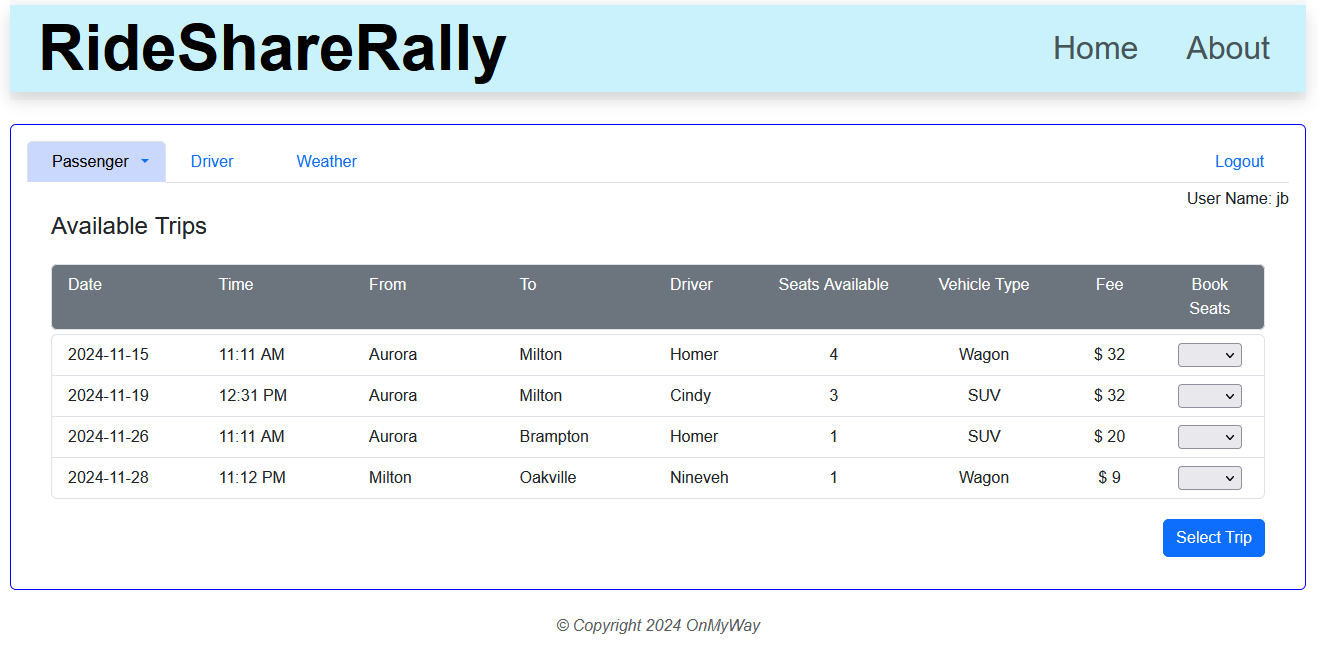 RideShareRally Home About
Passenger Driver Weather Logout
User Name: jb
Available Trips
Date Time From To Driver Seats Available Vehicle Type Fee Book
Seats
2024-11-15 11:11 AM Aurora Milton Homer 4 Wagon $ 32
2024-11-19 12:31 PM Aurora Milton Cindy 3 SUV $ 32
2024-11-26 11:11 AM Aurora Brampton Homer 1 SUV $ 20
2024-11-28 11:12 PM Milton Oakville Nineveh 1 Wagon $ 9
Select Trip
© Copyright 2024 OnMyWay